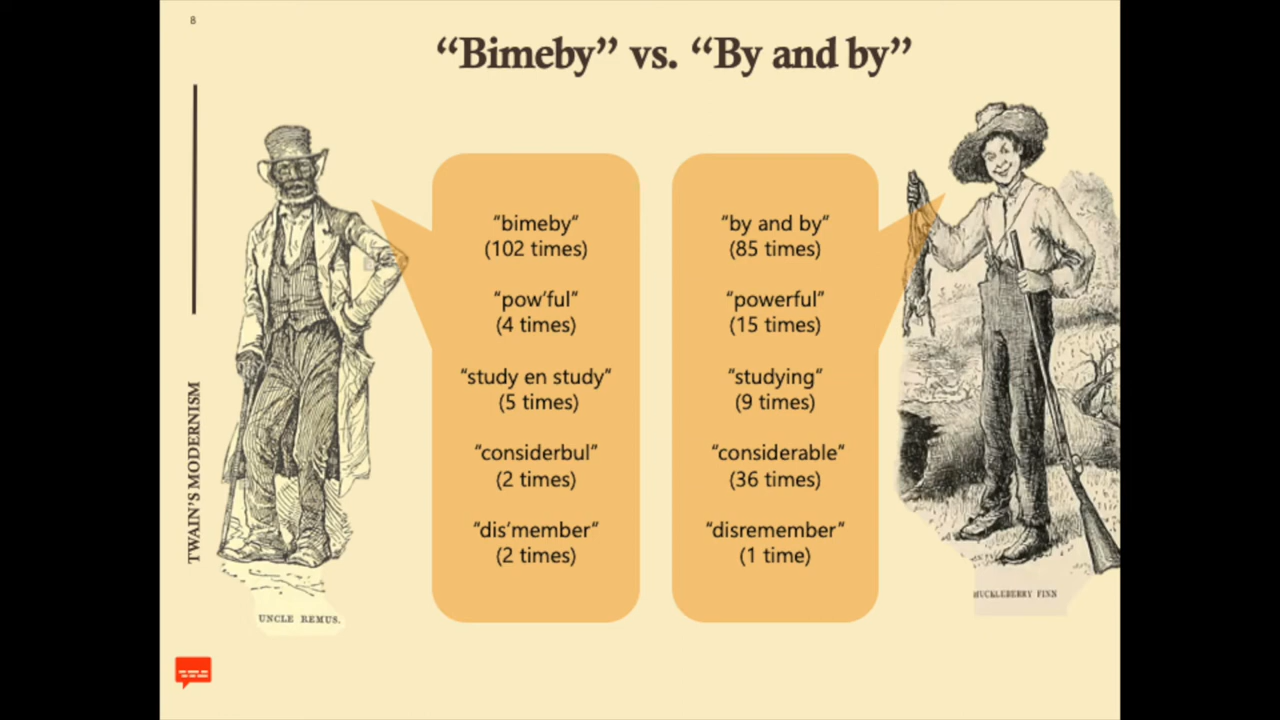 8
“Bimeby” vs. “By and by”
“bimeby”
(102 times)
“pow’ful”
(4 times)
“study en study”
(5 times)
“considerbul”
(2 times)
“dis’member”
(2 times)
“by and by”
(85 times)
“powerful”
(15 times)
“studying”
(9 times)
“considerable”
(36 times)
“disremember”
(1 time)
TWAIN’S MODERNISM
UNCLE REMUS.
HUCKLEBERRY FINN